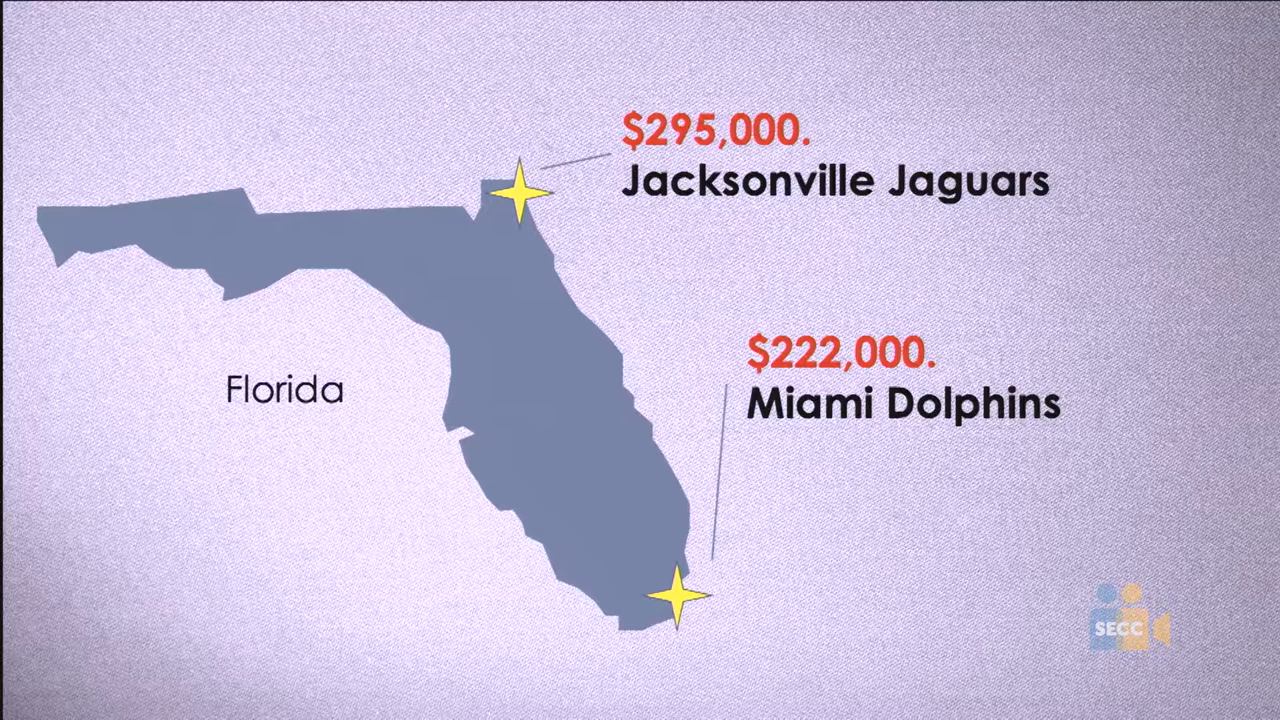 $295,000.
Jacksonville Jaguars
$222,000.
Miami Dolphins
Florida
SECC